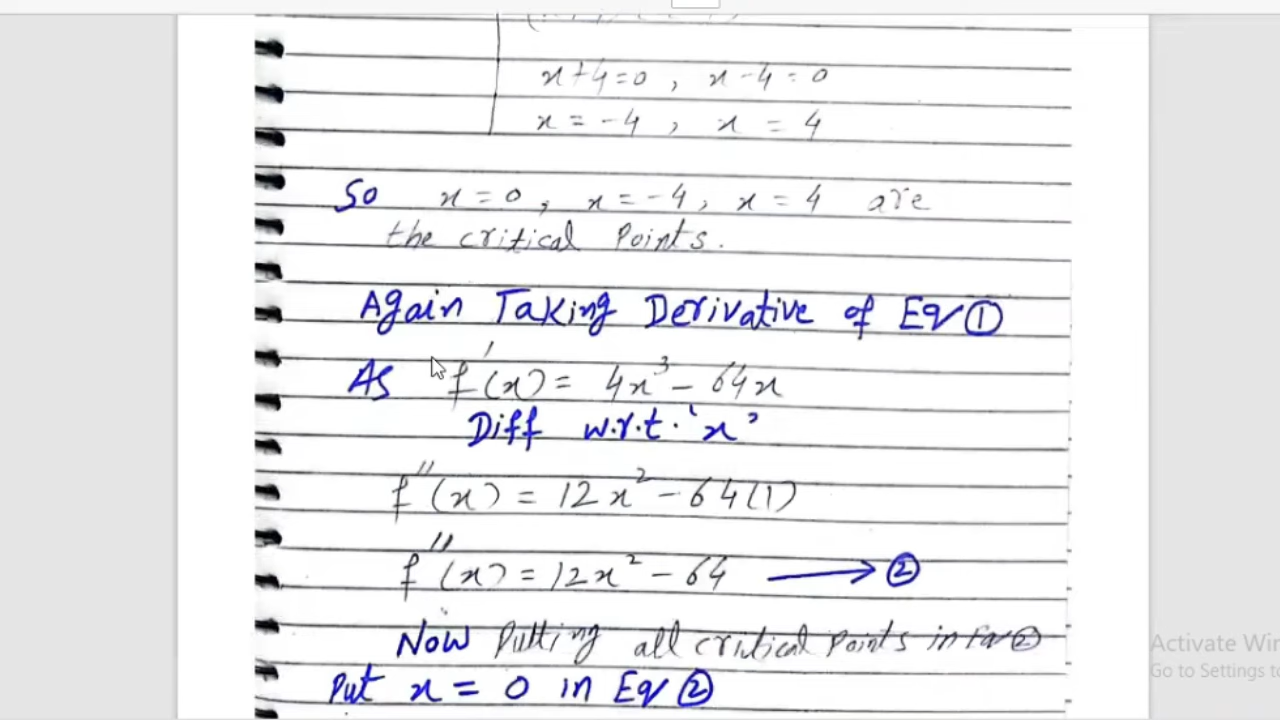 x+4=0 , x-4=0
x = -4 , x = 4
So x=0, x=-4, x=4 are
the critical Points.
Again Taking Derivative of Eq ①
As f'(x) = 4x³ - 64x
Diff w.r.t. 'x'
f''(x) = 12x² - 64(1)
f''(x) = 12x² - 64 ⟶ ②
Now Putting all critical Points in Eq ②
Put x = 0 in Eq ②
Activate Win
Go to Settings to